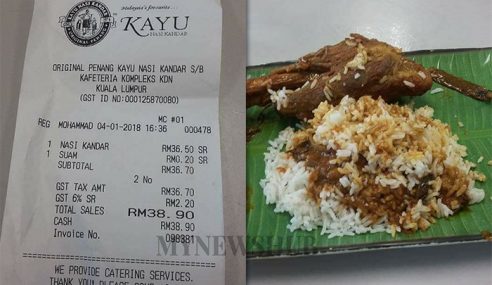 Malaysia's favourite...
KAYU
NASI KANDAR
ORIGINAL PENANG KAYU NASI KANDAR S/B
KAFETERIA KOMPLEKS KDN
KUALA LUMPUR
(GST ID NO:000125870080)
MC #01
REG MOHAMMAD 04-01-2018 16:36 000478
1 NASI KANDAR RM36.50 SR
1 SUAM RM0.20 SR
SUBTOTAL RM36.70
2 No
GST TAX AMT RM36.70
GST 6% SR RM2.20
TOTAL SALES RM38.90
CASH RM38.90
Invoice No. 099381
MYNEWSHUB
WE PROVIDE CATERING SERVICES.